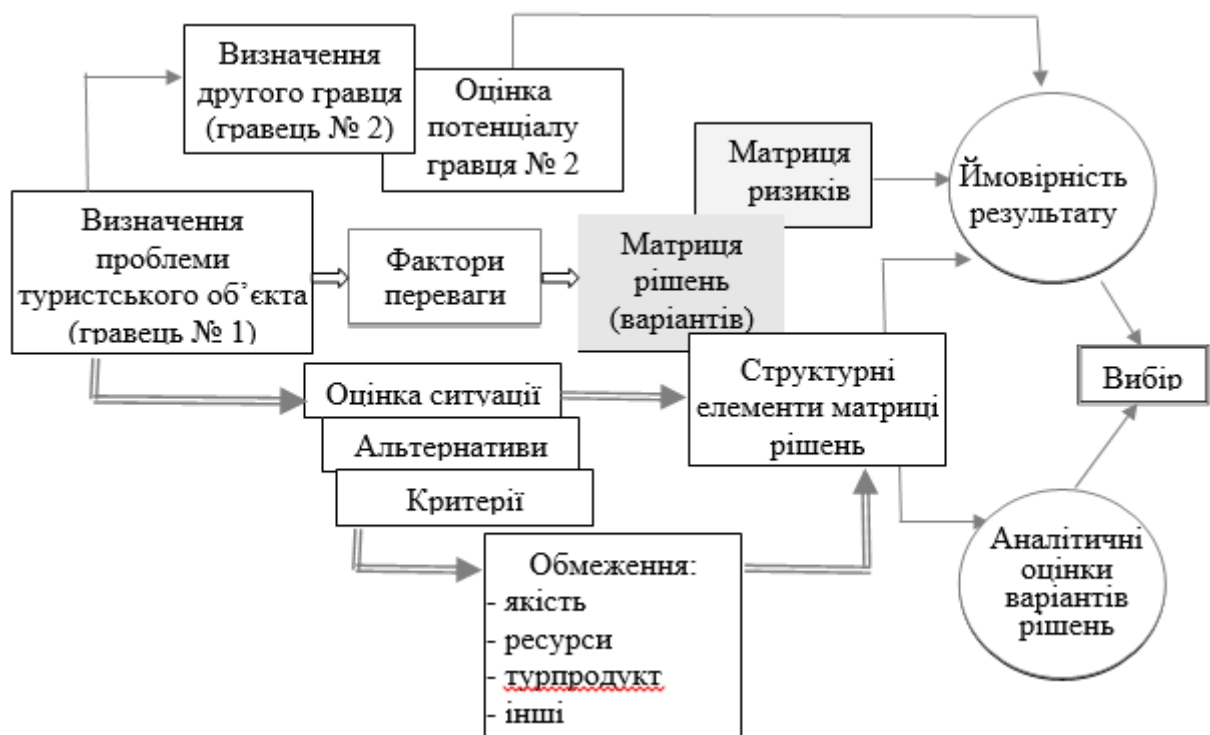 Визначення
другого гравця
(гравець № 2)
Оцінка
потенціалу
гравця № 2
Матриця
ризиків
Ймовірність
результату
Визначення
проблеми
туристського об’єкта
(гравець № 1)
Фактори
переваги
Матриця
рішень
(варіантів)
Структурні
елементи матриці
рішень
Вибір
Оцінка ситуації
Альтернативи
Критерії
Обмеження:
- якість
- ресурси
- турпродукт
- інші
Аналітичні
оцінки
варіантів
рішень